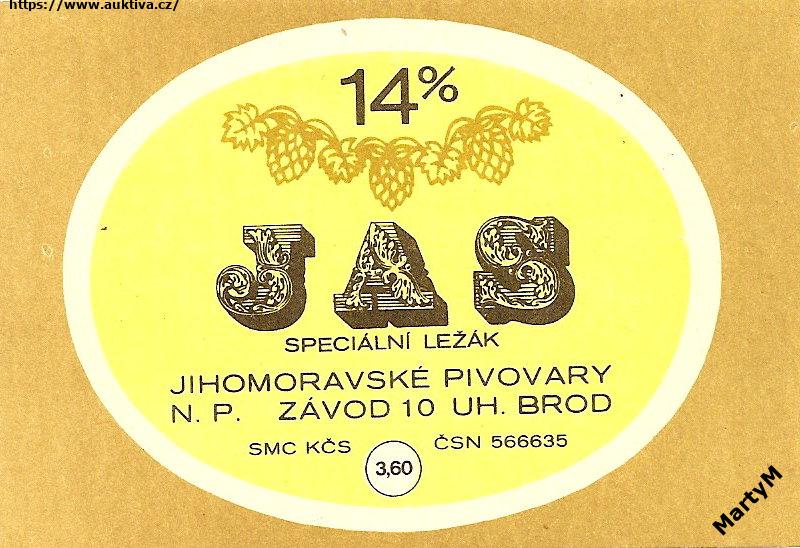 https://www.auktiva.cz/
14%
JAS
SPECIÁLNÍ LEŽÁK
JIHOMORAVSKÉ PIVOVARY
N. P. ZÁVOD 10 UH. BROD
SMC KČS 3,60 ČSN 566635
MartyM